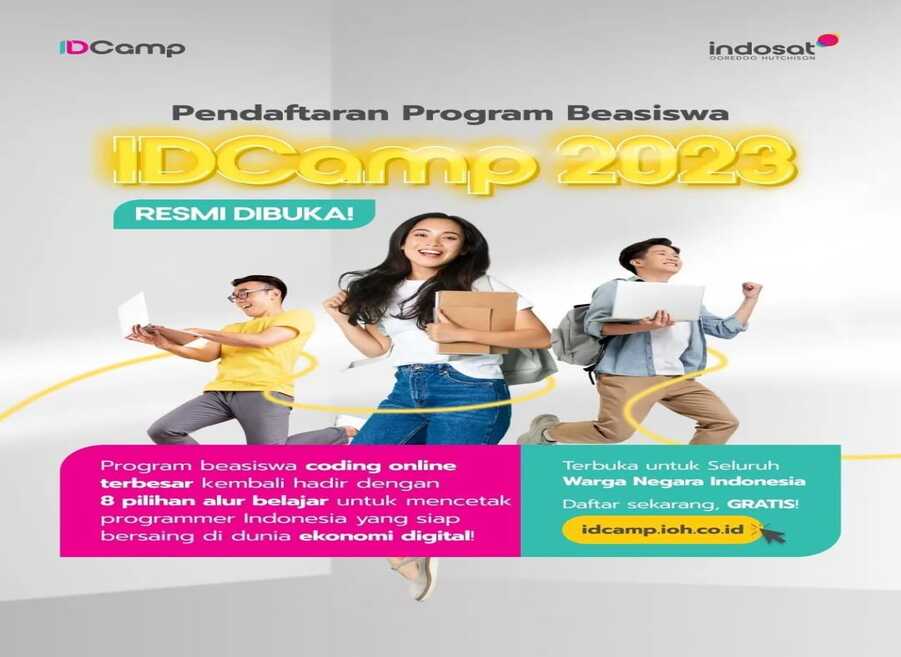 IDCamp
indosat
OOREDOO HUTCHISON
Pendaftaran Program Beasiswa
IDCamp 2023
RESMI DIBUKA!
Program beasiswa coding online
terbesar kembali hadir dengan
8 pilihan alur belajar untuk mencetak
programmer Indonesia yang siap
bersaing di dunia ekonomi digital!
Terbuka untuk Seluruh
Warga Negara Indonesia
Daftar sekarang, GRATIS!
idcamp.ioh.co.id